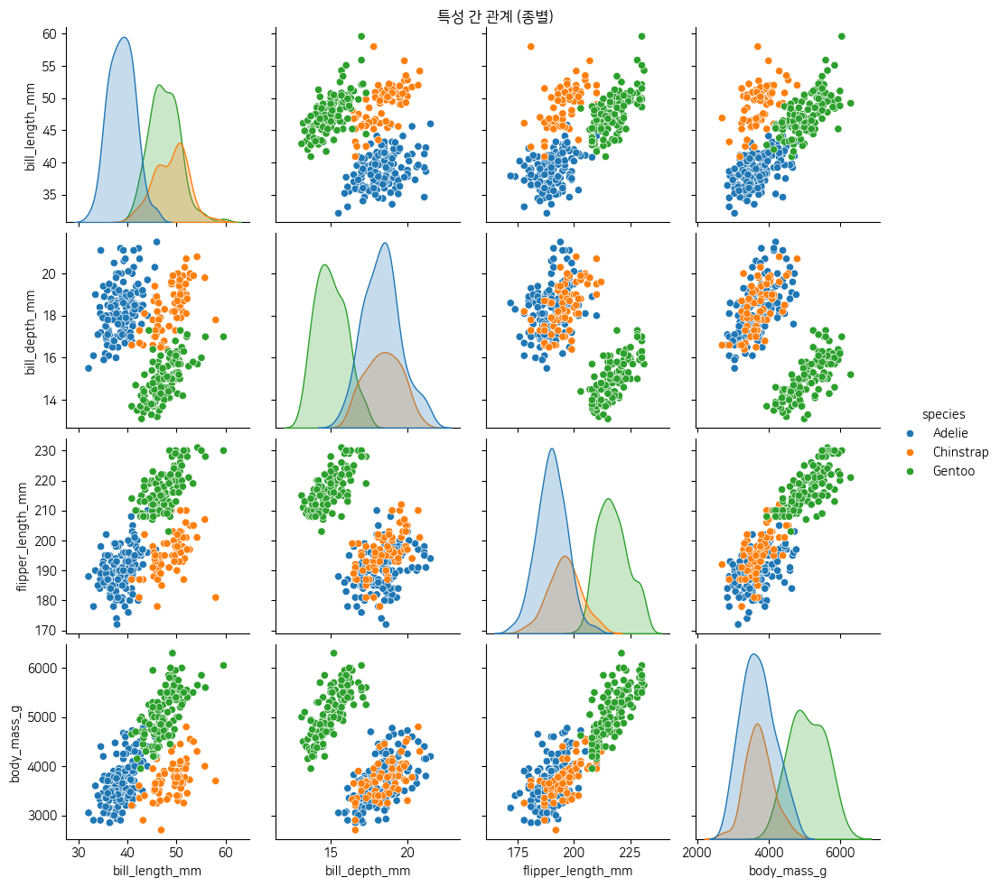 특성 간 관계 (종별)
60
55
50
45
40
35
bill_length_mm
20
18
16
14
bill_depth_mm
species
Adelie
Chinstrap
Gentoo
230
220
210
200
190
180
170
flipper_length_mm
6000
5000
4000
3000
body_mass_g
30 40 50 60
15 20
175 200 225
2000 4000 6000
bill_length_mm
bill_depth_mm
flipper_length_mm
body_mass_g